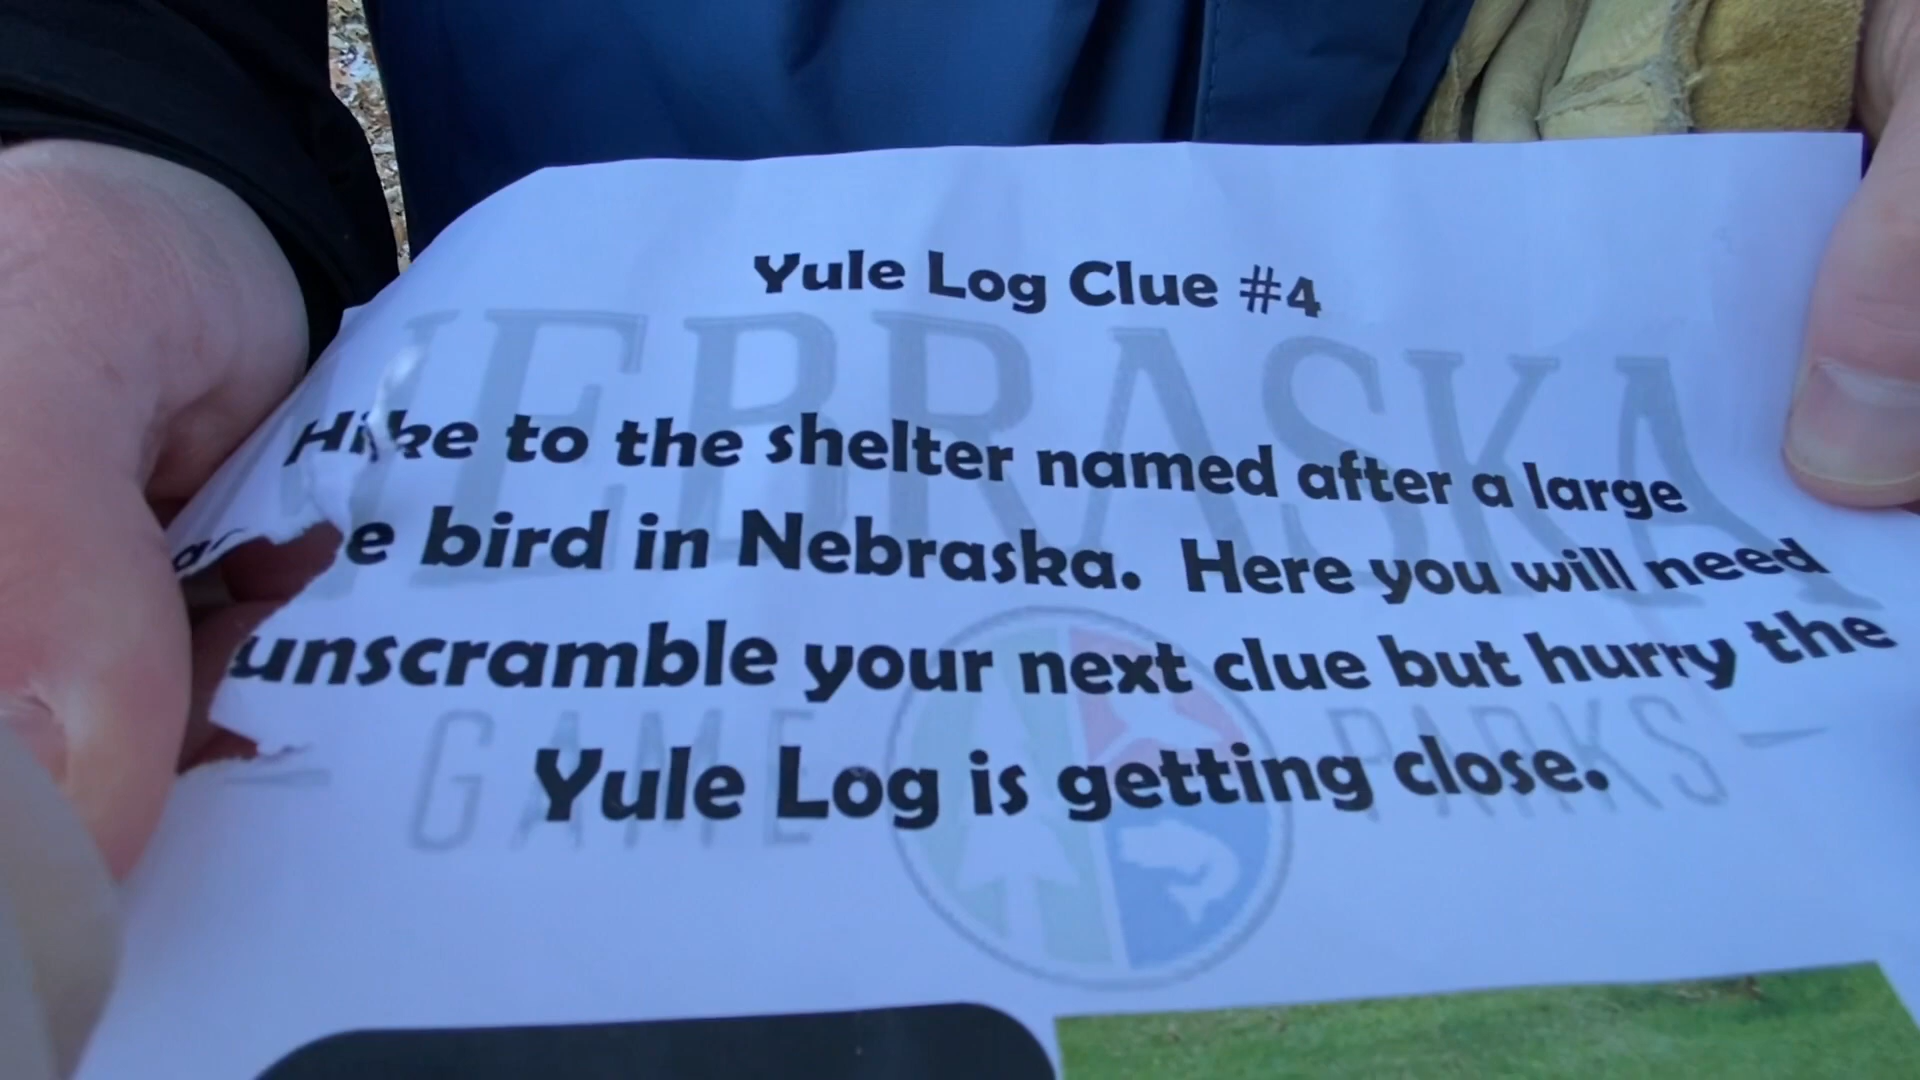 Yule Log Clue #4
Hike to the shelter named after a large
bird in Nebraska. Here you will need
unscramble your next clue but hurry the
Yule Log is getting close.
NEBRASKA
GAME PARKS